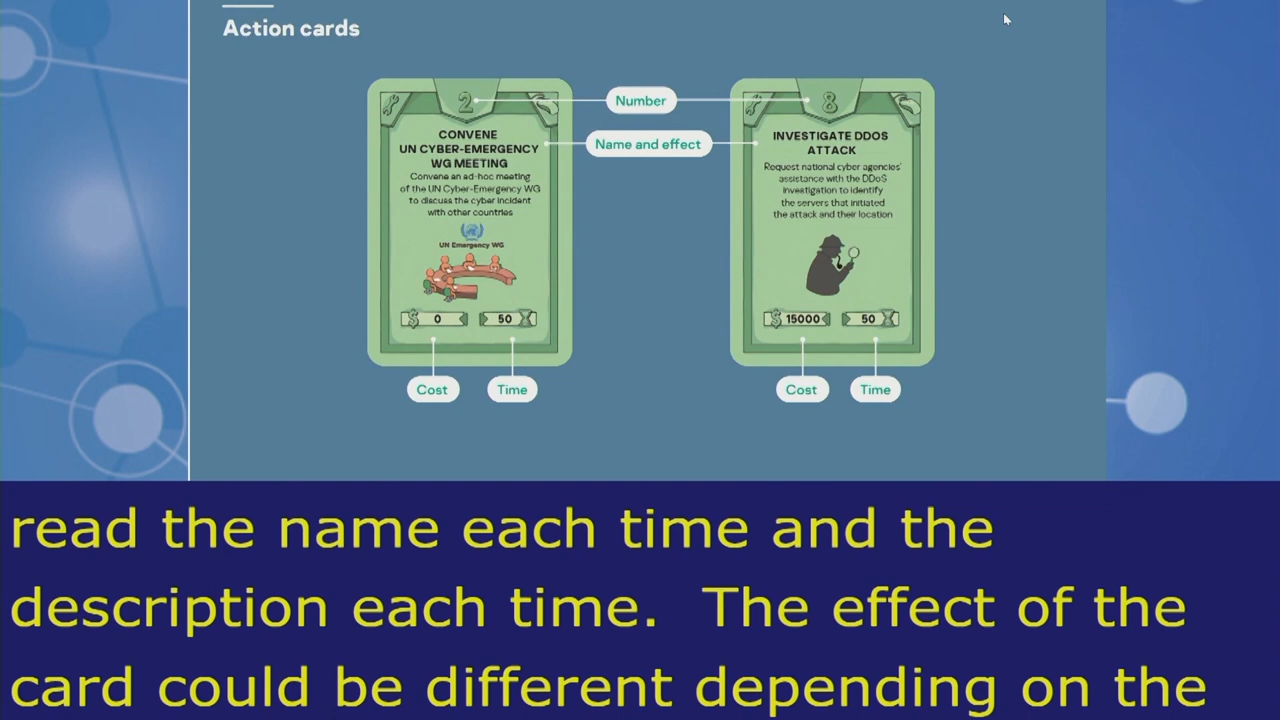 Action cards
2
CONVENE
UN CYBER-EMERGENCY
WG MEETING
Convene an ad-hoc meeting
of the UN Cyber-Emergency WG
to discuss the cyber incident
with other countries
UN Emergency WG
$ 0
50
Number
Name and effect
8
INVESTIGATE DDOS
ATTACK
Request national cyber agencies'
assistance with the DDoS
investigation to identify
the servers that initiated
the attack and their location
$ 15000
50
Cost
Time
Cost
Time
read the name each time and the
description each time.  The effect of the
card could be different depending on the